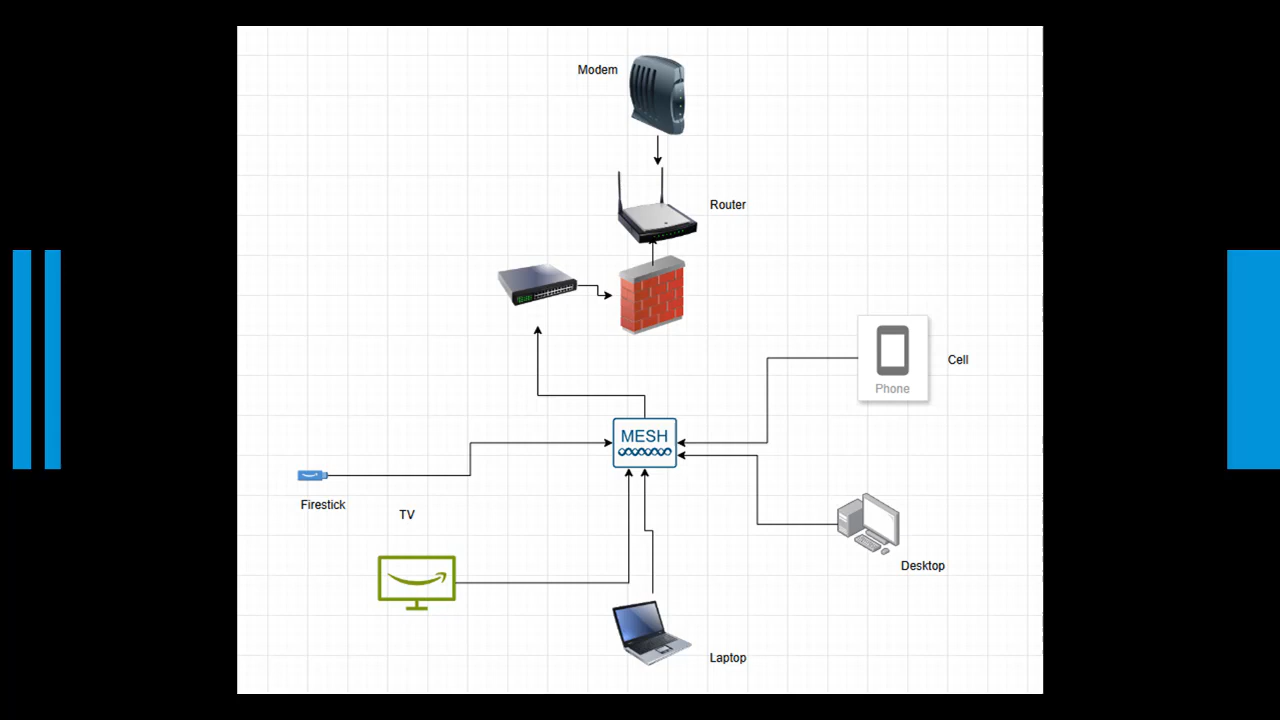 Modem
Router
Cell
Phone
MESH
Firestick
TV
Desktop
Laptop